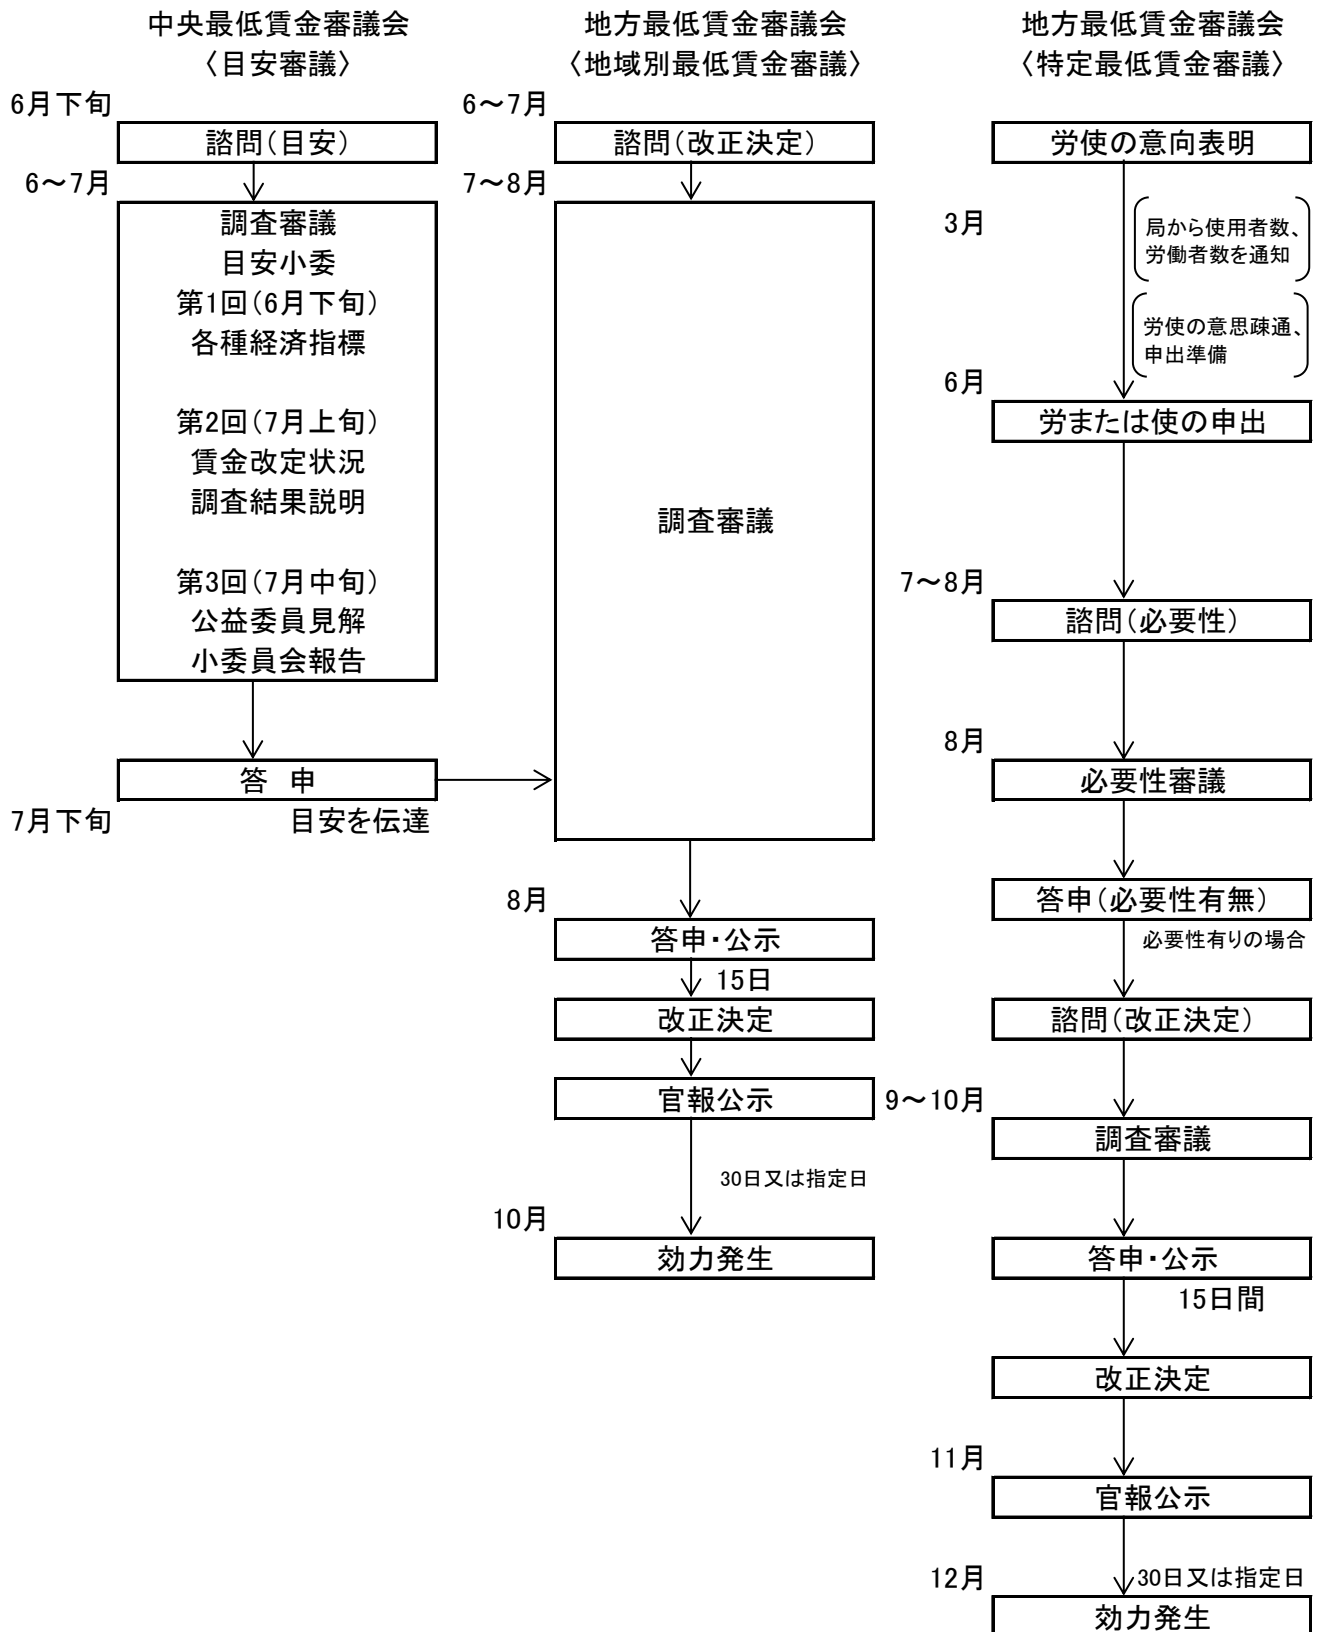 中央最低賃金審議会
〈目安審議〉
6月下旬
諮問(目安)
6～7月
調査審議
目安小委
第1回(6月下旬)
各種経済指標
第2回(7月上旬)
賃金改定状況
調査結果説明
第3回(7月中旬)
公益委員見解
小委員会報告
答　申
7月下旬
目安を伝達
地方最低賃金審議会
〈地域別最低賃金審議〉
6～7月
諮問(改正決定)
7～8月
調査審議
8月
答申・公示
15日
改正決定
官報公示
30日又は指定日
10月
効力発生
地方最低賃金審議会
〈特定最低賃金審議〉
労使の意向表明
3月
局から使用者数、
労働者数を通知
労使の意思疎通、
申出準備
6月
労または使の申出
7～8月
諮問(必要性)
8月
必要性審議
答申(必要性有無)
必要性有りの場合
諮問(改正決定)
9～10月
調査審議
答申・公示
15日間
改正決定
11月
官報公示
12月
30日又は指定日
効力発生